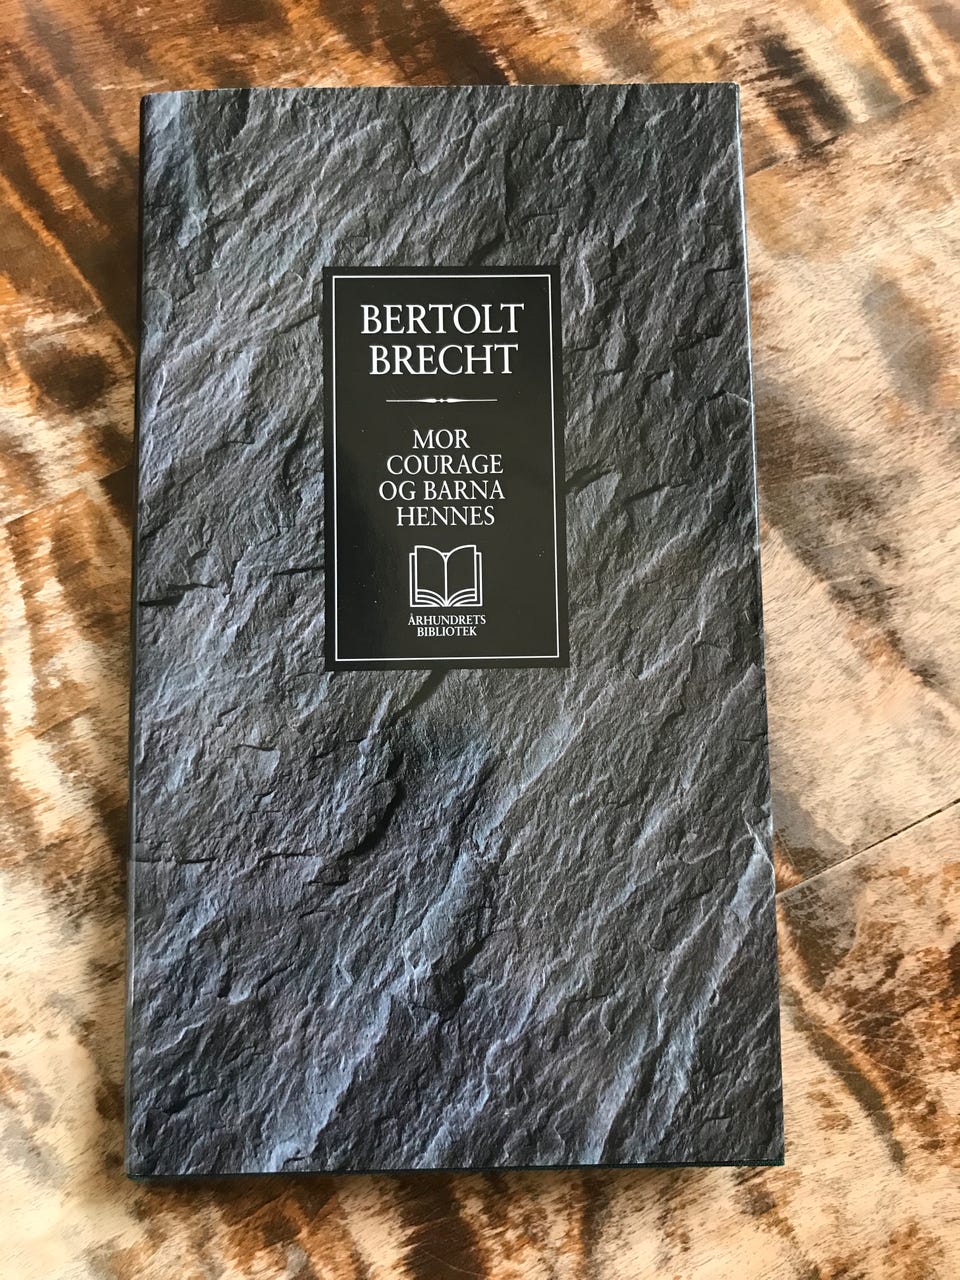 BERTOLT
BRECHT
MOR
COURAGE
OG BARNA
HENNES
ÅRHUNDRETS
BIBLIOTEK